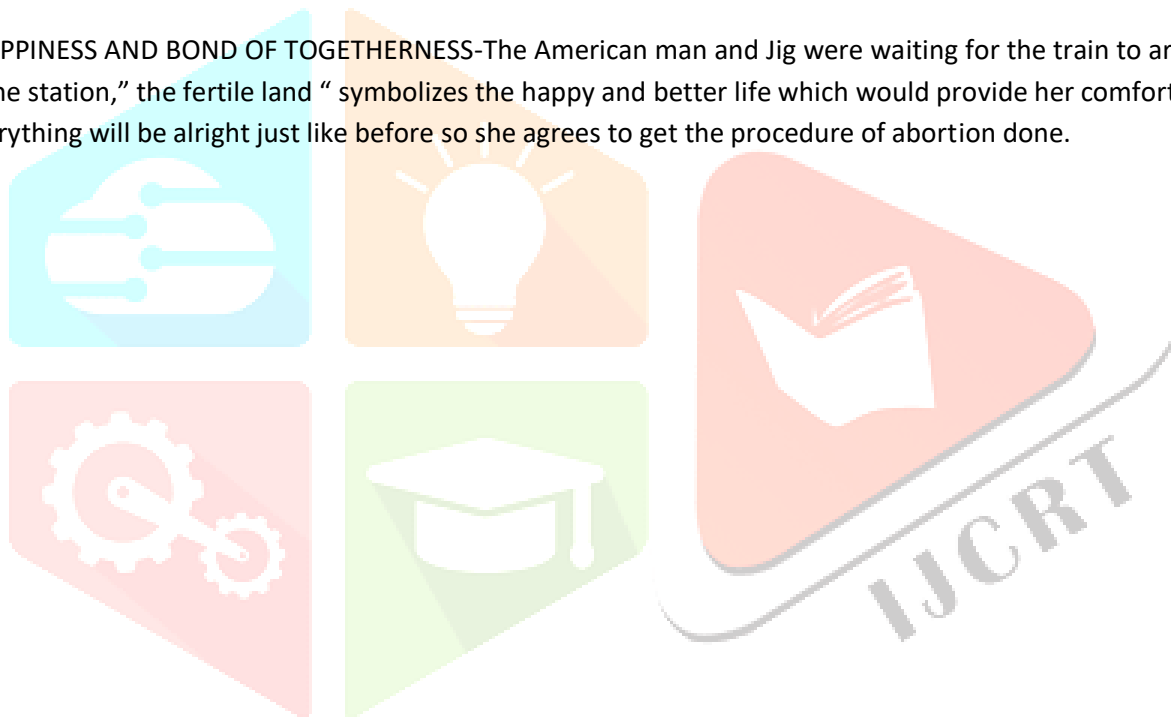 PPINESS AND BOND OF TOGETHERNESS-The American man and Jig were waiting for the train to ar
ne station,” the fertile land “ symbolizes the happy and better life which would provide her comfort
rything will be alright just like before so she agrees to get the procedure of abortion done.
IJCRT